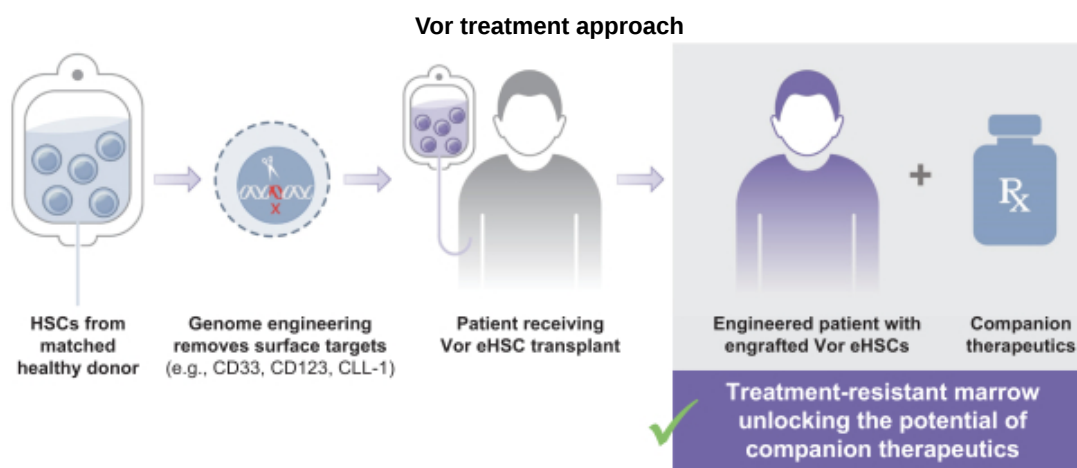 Vor treatment approach
HSCs from
matched
healthy donor
Genome engineering
removes surface targets
(e.g., CD33, CD123, CLL-1)
Patient receiving
Vor eHSC transplant
Engineered patient with
engrafted Vor eHSCs
+
Rx
Companion
therapeutics
Treatment-resistant marrow
unlocking the potential of
companion therapeutics